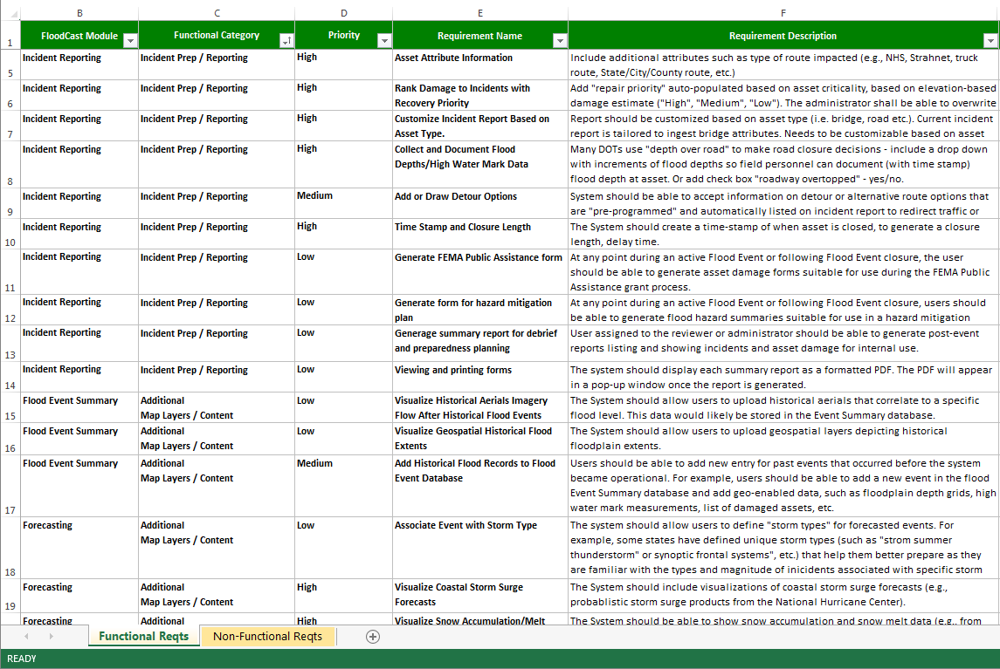 B C D E F
1 FloodCast Module Functional Category Priority Requirement Name Requirement Description
Incident Reporting Incident Prep / Reporting High Asset Attribute Information Include additional attributes such as type of route impacted (e.g., NHS, Strahnet, truck
5 route, State/City/County route, etc.)
Incident Reporting Incident Prep / Reporting High Rank Damage to Incidents with Add "repair priority" auto-populated based on asset criticality, based on elevation-based
6 Recovery Priority damage estimate ("High", "Medium", "Low"). The administrator shall be able to overwrite
Incident Reporting Incident Prep / Reporting High Customize Incident Report Based on Report should be customized based on asset type (i.e. bridge, road etc.). Current incident
7 Asset Type. report is tailored to ingest bridge attributes. Needs to be customizable based on asset
Incident Reporting Incident Prep / Reporting High Collect and Document Flood Many DOTs use "depth over road" to make road closure decisions - include a drop down
Depths/High Water Mark Data with increments of flood depths so field personnel can document (with time stamp)
8 flood depth at asset. Or add check box "roadway overtopped" - yes/no.
Incident Reporting Incident Prep / Reporting Medium Add or Draw Detour Options System should be able to accept information on detour or alternative route options that
9 are "pre-programmed" and automatically listed on incident report to redirect traffic or
Incident Reporting Incident Prep / Reporting High Time Stamp and Closure Length The System should create a time-stamp of when asset is closed, to generate a closure
10 length, delay time.
Incident Reporting Incident Prep / Reporting Low Generate FEMA Public Assistance form At any point during an active Flood Event or following Flood Event closure, the user
should be able to generate asset damage forms suitable for use during the FEMA Public
11 Assistance grant process.
Incident Reporting Incident Prep / Reporting Low Generate form for hazard mitigation At any point during an active Flood Event or following Flood Event closure, users should
12 plan be able to generate flood hazard summaries suitable for use in a hazard mitigation
Incident Reporting Incident Prep / Reporting Low Generage summary report for debrief User assigned to the reviewer or administrator should be able to generate post-event
13 and preparedness planning reports listing and showing incidents and asset damage for internal use.
Incident Reporting Incident Prep / Reporting Low Viewing and printing forms The system should display each summary report as a formatted PDF. The PDF will appear
14 in a pop-up window once the report is generated.
Flood Event Summary Additional Low Visualize Historical Aerials Imagery The System should allow users to upload historical aerials that correlate to a specific
15 Map Layers / Content Flow After Historical Flood Events flood level. This data would likely be stored in the Event Summary database.
Flood Event Summary Additional Low Visualize Geospatial Historical Flood The System should allow users to upload geospatial layers depicting historical
16 Map Layers / Content Extents floodplain extents.
Flood Event Summary Additional Medium Add Historical Flood Records to Flood Users should be able to add new entry for past events that occurred before the system
Map Layers / Content Event Database became operational. For example, users should be able to add a new event in the flood
Event Summary database and add geo-enabled data, such as floodplain depth grids, high
17 water mark measurements, list of damaged assets, etc.
Forecasting Additional Low Associate Event with Storm Type The system should allow users to define "storm types" for forecasted events. For
Map Layers / Content example, some states have defined unique storm types (such as "strom summer
thunderstorm" or synoptic frontal systems", etc.) that help them better prepare as they
18 are familiar with the types and magnitude of inicidents associated with specific storm
Forecasting Additional High Visualize Coastal Storm Surge The System should include visualizations of coastal storm surge forecasts (e.g.,
19 Map Layers / Content Forecasts probablistic storm surge products from the National Hurricane Center).
Forecasting Additional High Visualize Snow Accumulation/Melt The System should be able to show snow accumulation and snow melt data (e.g., from
Functional Reqts Non-Functional Reqts
READY